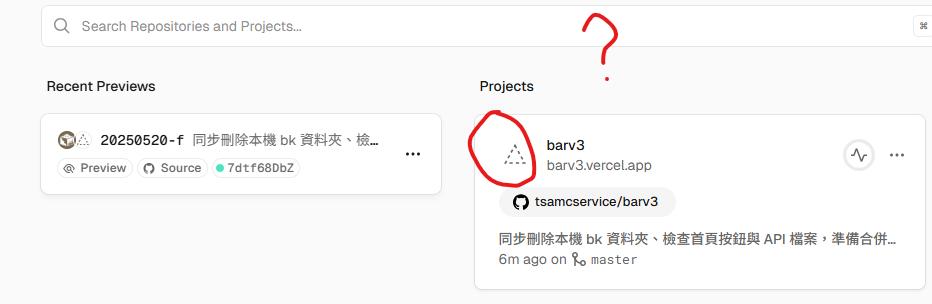 Search Repositories and Projects...
⌘
Recent Previews
Projects
20250520-f 同步刪除本機 bk 資料夾、檢...
Preview
Source
7dtf68DbZ
barv3
barv3.vercel.app
tsamcservice/barv3
同步刪除本機 bk 資料夾、檢查首頁按鈕與 API 檔案，準備合併...
6m ago on master
?